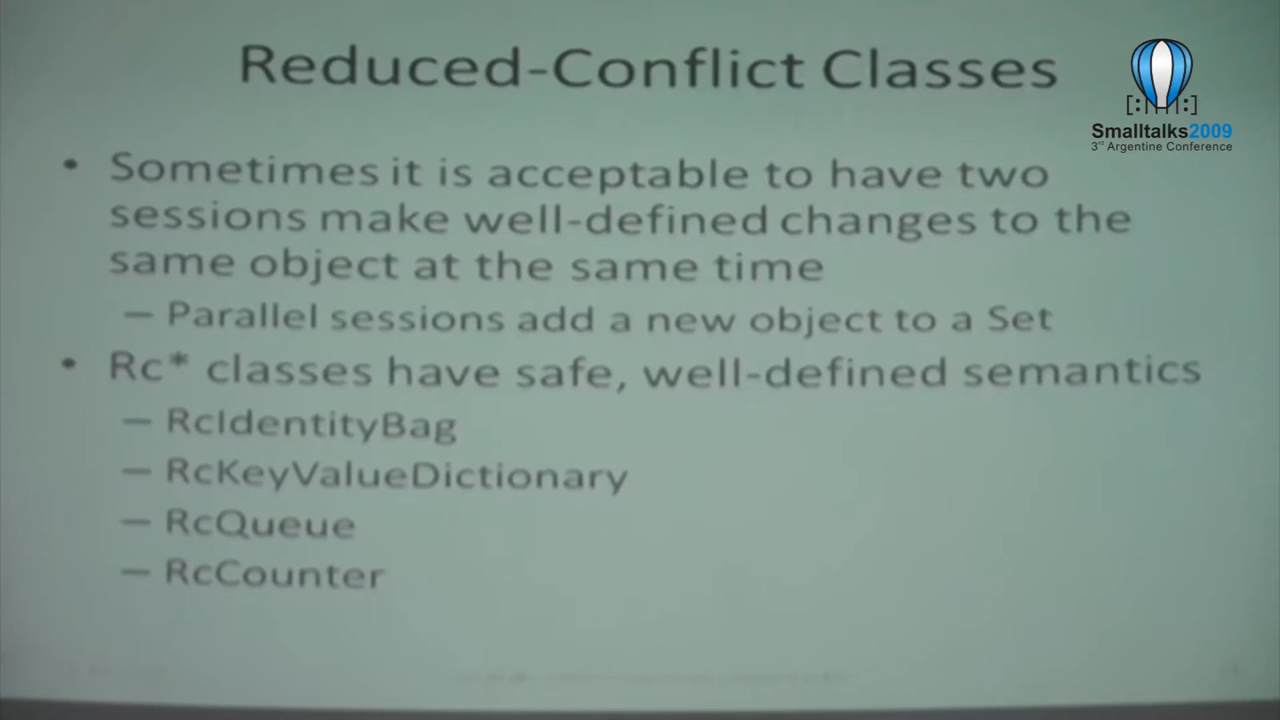 Reduced-Conflict Classes
[:| | | |:]
Smalltalks2009
3rd Argentine Conference
• Sometimes it is acceptable to have two
sessions make well-defined changes to the
same object at the same time
– Parallel sessions add a new object to a Set
• Rc* classes have safe, well-defined semantics
– RcIdentityBag
– RcKeyValueDictionary
– RcQueue
– RcCounter